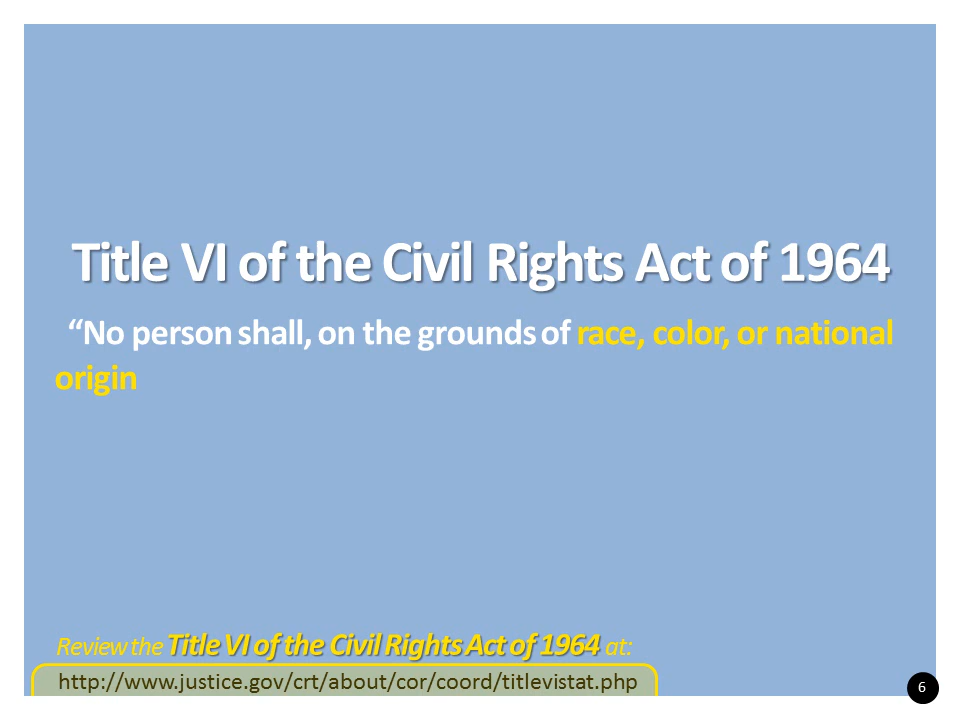 Title VI of the Civil Rights Act of 1964
“No person shall, on the grounds of race, color, or national
origin
Review the Title VI of the Civil Rights Act of 1964 at:
http://www.justice.gov/crt/about/cor/coord/titlevistat.php
6